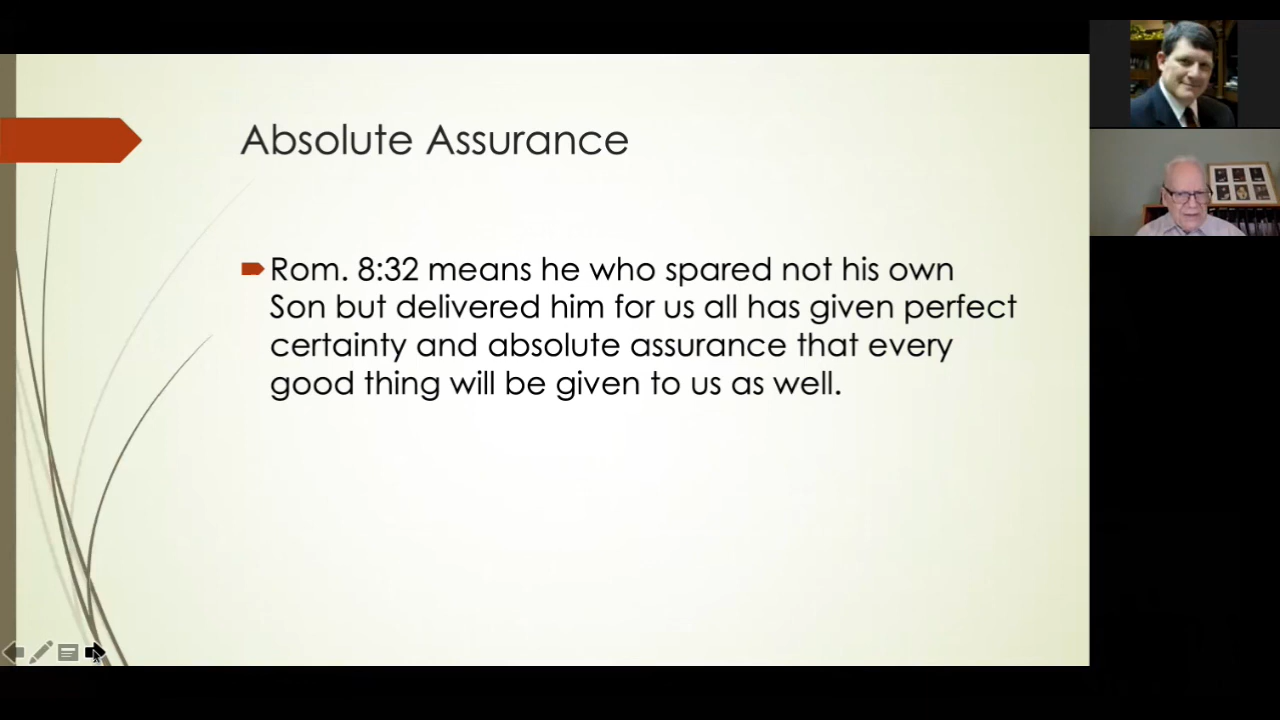 Absolute Assurance
Rom. 8:32 means he who spared not his own
Son but delivered him for us all has given perfect
certainty and absolute assurance that every
good thing will be given to us as well.